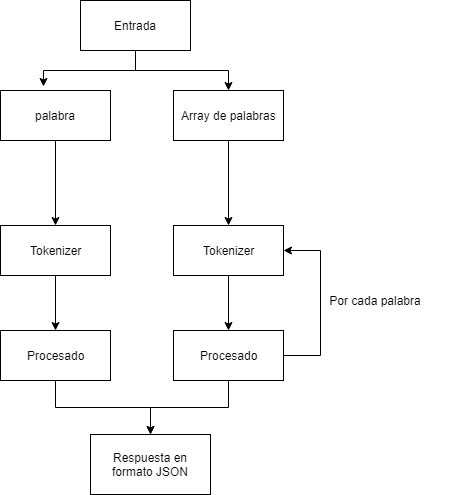 Entrada
palabra
Array de palabras
Tokenizer
Tokenizer
Por cada palabra
Procesado
Procesado
Respuesta en
formato JSON